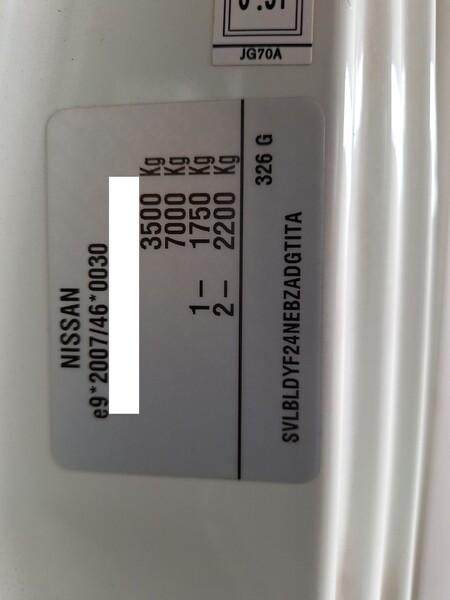 NISSAN
e9*2007/46*0030
3500 Kg
7000 Kg
1- 1750 Kg
2- 2200 Kg
326 G
SVLBLDYF24NEBZADGTITA
JG70A